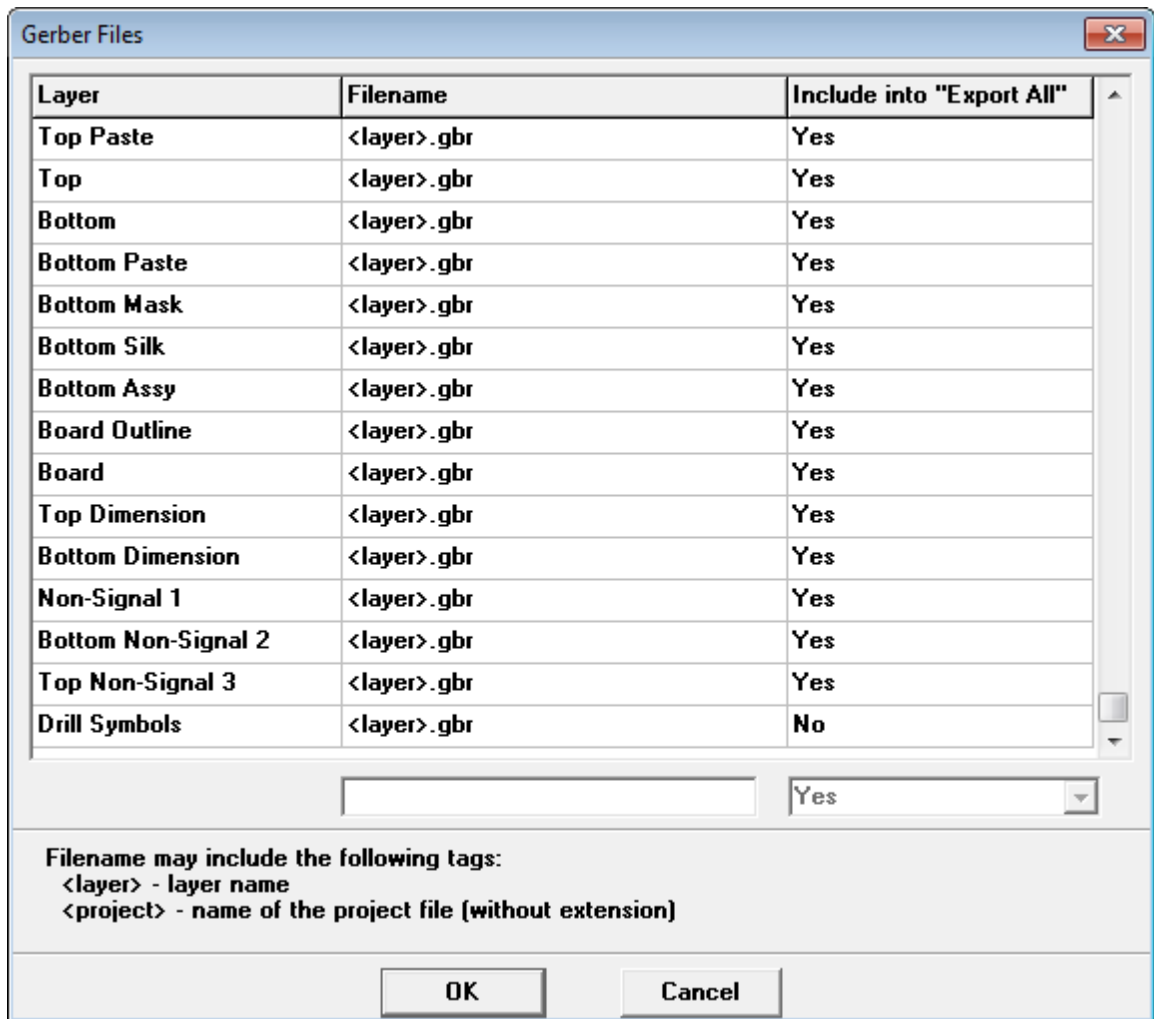 Gerber Files
Layer Filename Include into "Export All"
Top Paste <layer>.gbr Yes
Top <layer>.gbr Yes
Bottom <layer>.gbr Yes
Bottom Paste <layer>.gbr Yes
Bottom Mask <layer>.gbr Yes
Bottom Silk <layer>.gbr Yes
Bottom Assy <layer>.gbr Yes
Board Outline <layer>.gbr Yes
Board <layer>.gbr Yes
Top Dimension <layer>.gbr Yes
Bottom Dimension <layer>.gbr Yes
Non-Signal 1 <layer>.gbr Yes
Bottom Non-Signal 2 <layer>.gbr Yes
Top Non-Signal 3 <layer>.gbr Yes
Drill Symbols <layer>.gbr No
Yes
Filename may include the following tags:
<layer> - layer name
<project> - name of the project file (without extension)
OK Cancel